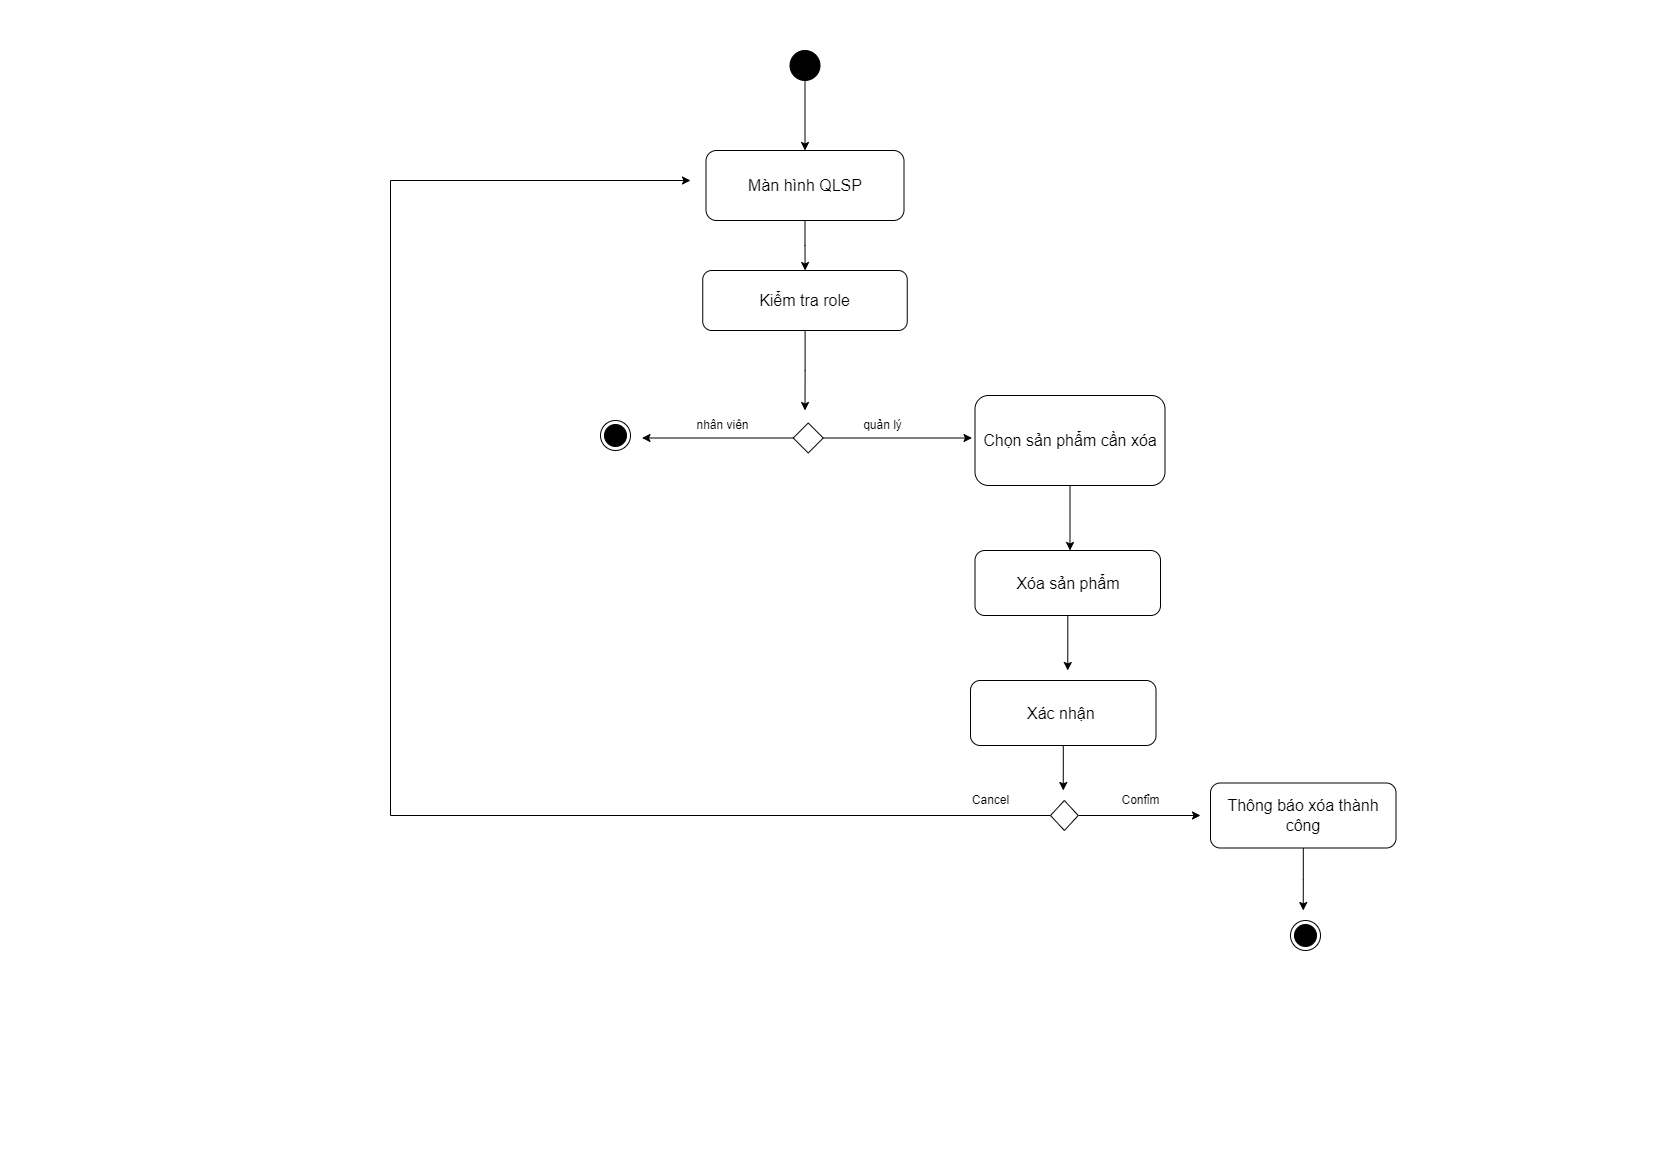 Màn hình QLSP
Kiểm tra role
nhân viên
quản lý
Chọn sản phẩm cần xóa
Xóa sản phẩm
Xác nhận
Cancel
Confỉm
Thông báo xóa thành
công